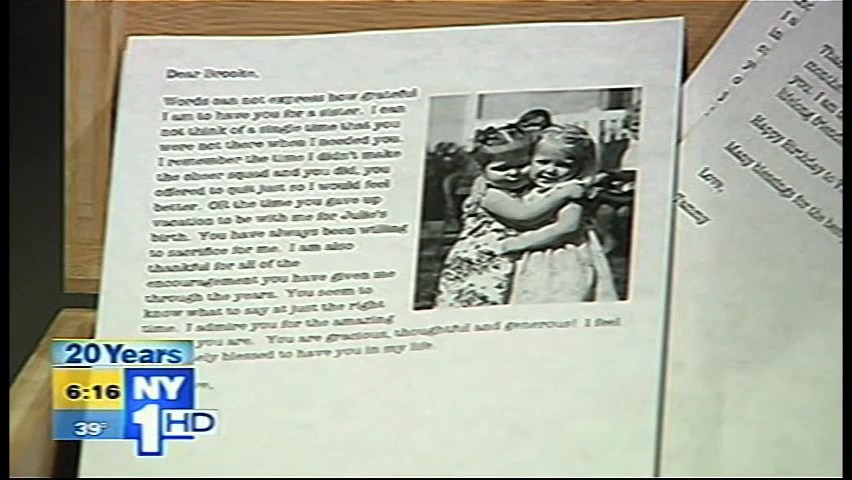 Dear Brooke,
Words can not express how grateful
I am to have you for a sister. I can
not think of a single time that you
were not there when I needed you.
I remember the time I didn't make
the cheer squad and you did, you
offered to quit just so I would feel
better. OR the time you gave up
vacation to be with me for Julie's
birth. You have always been willing
to sacrifice for me. I am also
thankful for all of the
encouragement you have given me
through the years. You seem to
know what to say at just the right
time. I admire you for the amazing
you are. You are gracious, thoughtful and generous! I feel
blessed to have you in my life.
you. I am
Happy Birthday to
Many blessings for the
Love,
Tammy
20 Years
6:16
NY
1 HD
39°